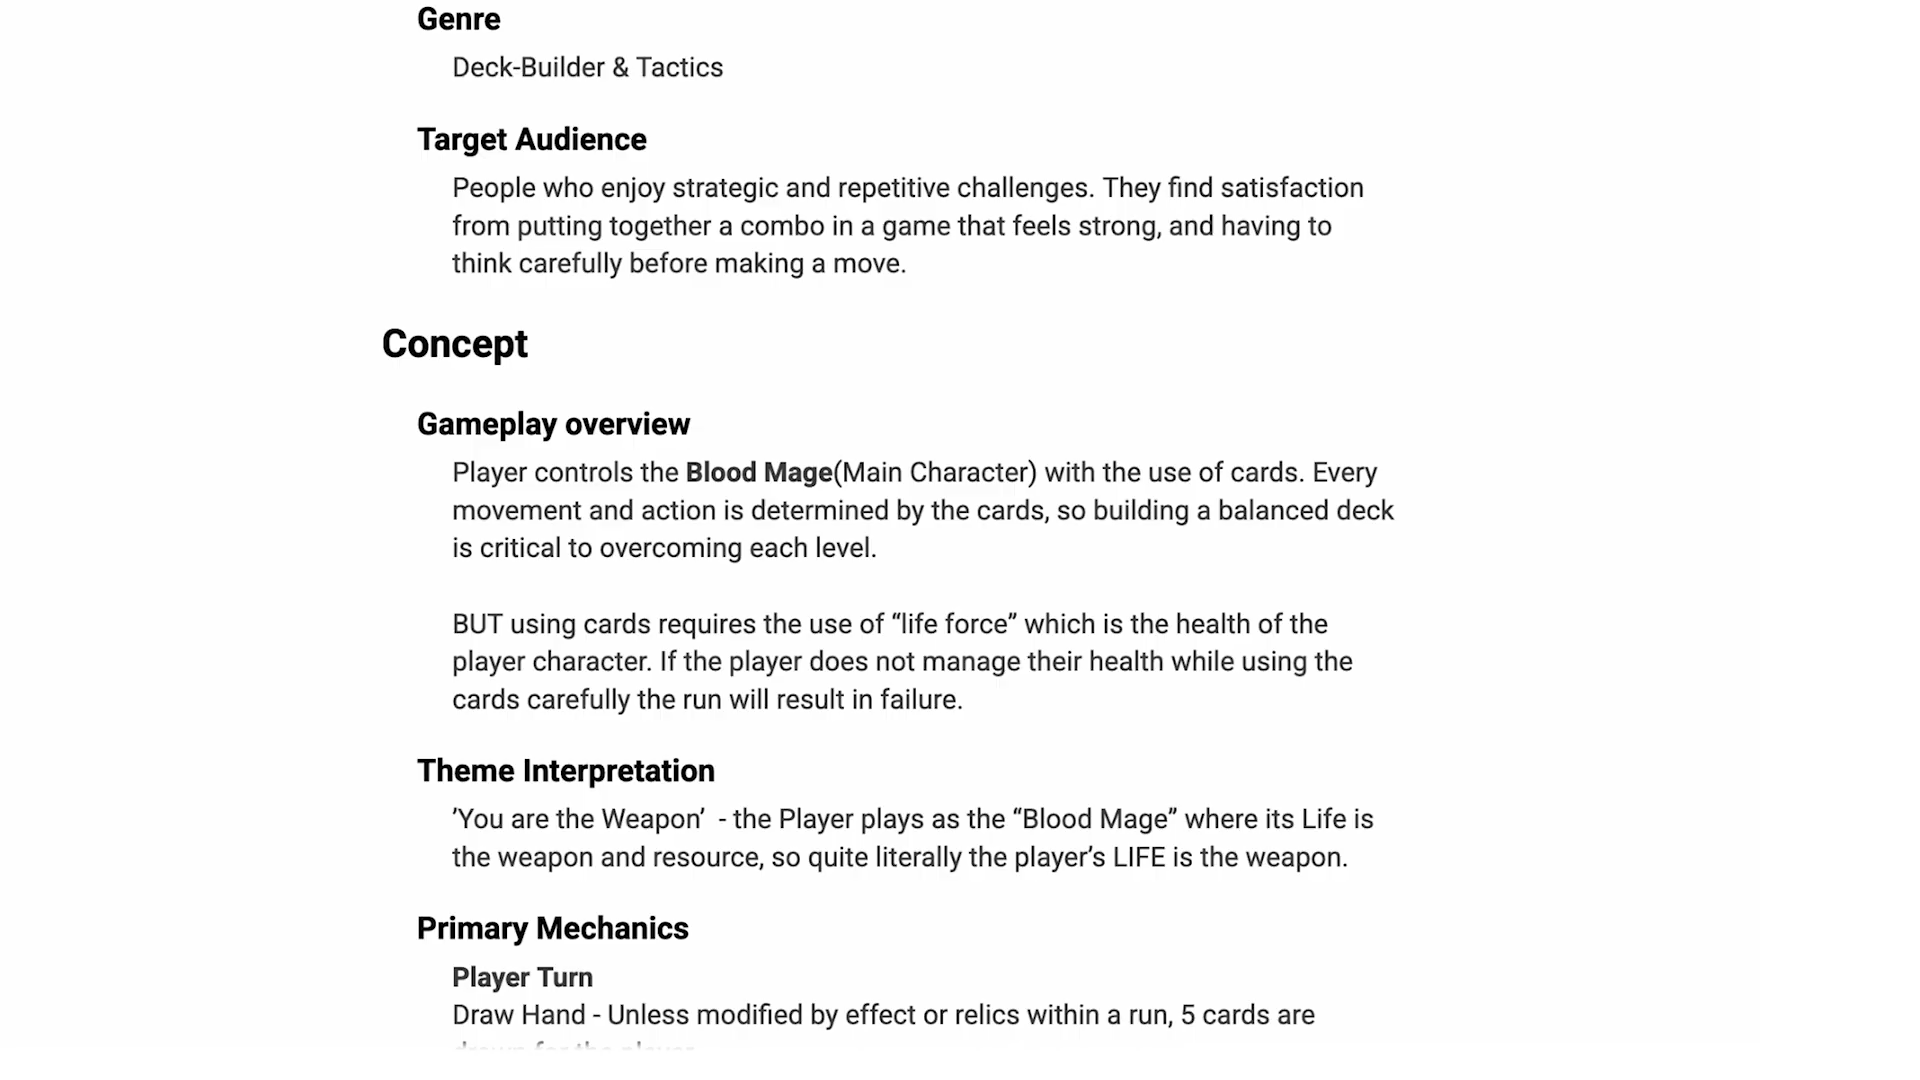 Genre
Deck-Builder & Tactics
Target Audience
People who enjoy strategic and repetitive challenges. They find satisfaction
from putting together a combo in a game that feels strong, and having to
think carefully before making a move.
Concept
Gameplay overview
Player controls the Blood Mage(Main Character) with the use of cards. Every
movement and action is determined by the cards, so building a balanced deck
is critical to overcoming each level.
BUT using cards requires the use of “life force” which is the health of the
player character. If the player does not manage their health while using the
cards carefully the run will result in failure.
Theme Interpretation
’You are the Weapon’  - the Player plays as the “Blood Mage” where its Life is
the weapon and resource, so quite literally the player’s LIFE is the weapon.
Primary Mechanics
Player Turn
Draw Hand - Unless modified by effect or relics within a run, 5 cards are
drawn for the player